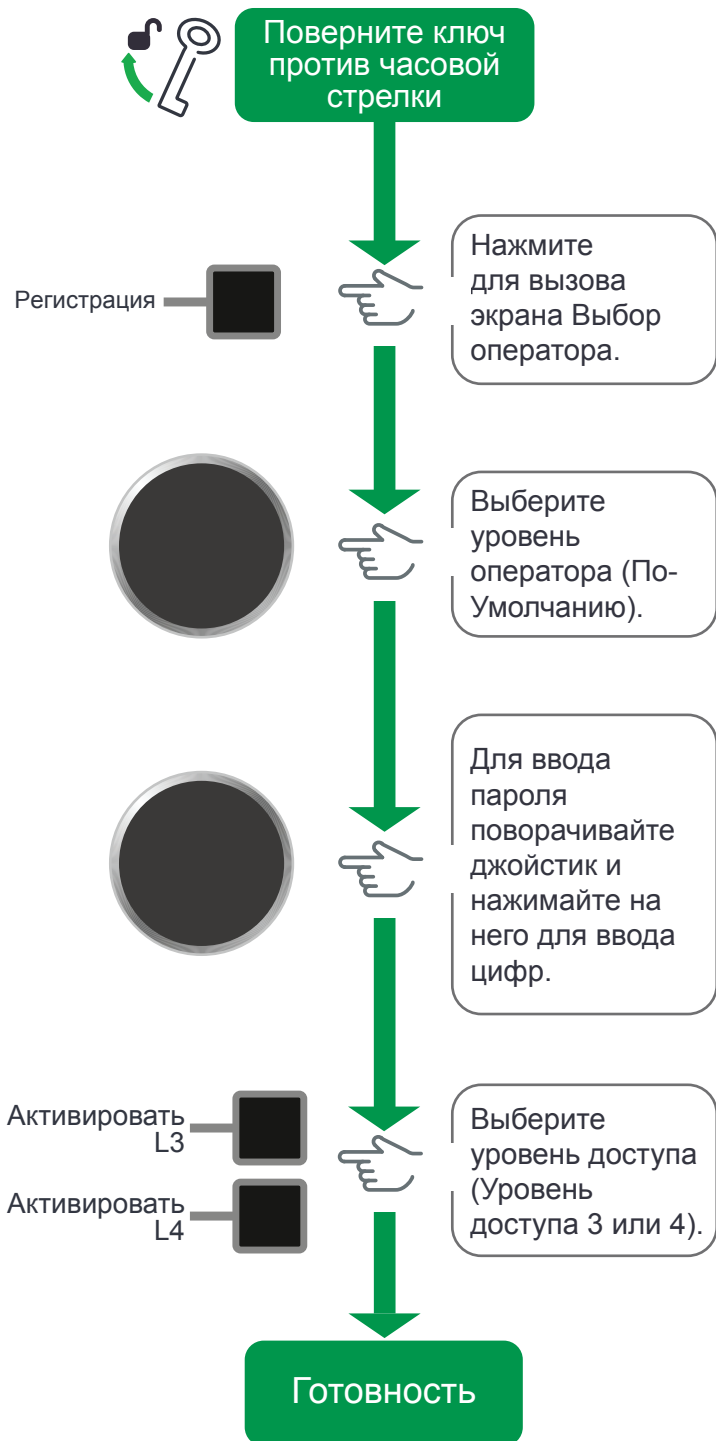 Поверните ключ
против часовой
стрелки
Регистрация
Нажмите
для вызова
экрана Выбор
оператора.
Выберите
уровень
оператора (По-
Умолчанию).
Для ввода
пароля
поворачивайте
джойстик и
нажимайте на
него для ввода
цифр.
Активировать
L3
Активировать
L4
Выберите
уровень доступа
(Уровень
доступа 3 или 4).
Готовность